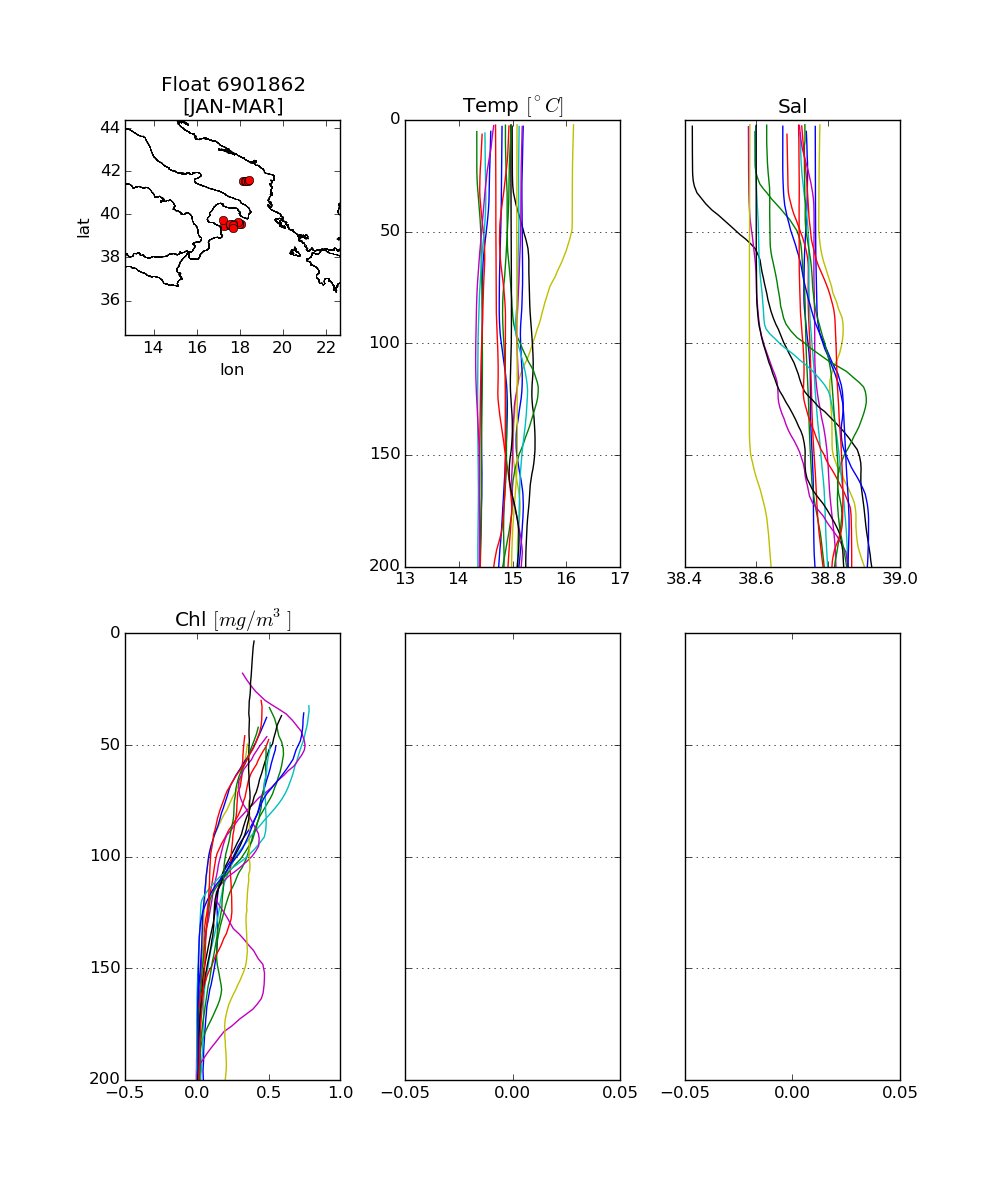 Float 6901862
[JAN-MAR]
44
42
40
38
36
lat
14 16 18 20 22
lon
Temp [°C]
0
50
100
150
200
13 14 15 16 17
Sal
38.4 38.6 38.8 39.0
Chl [mg/m³ ]
0
50
100
150
200
−0.5 0.0 0.5 1.0
−0.05 0.00 0.05
−0.05 0.00 0.05